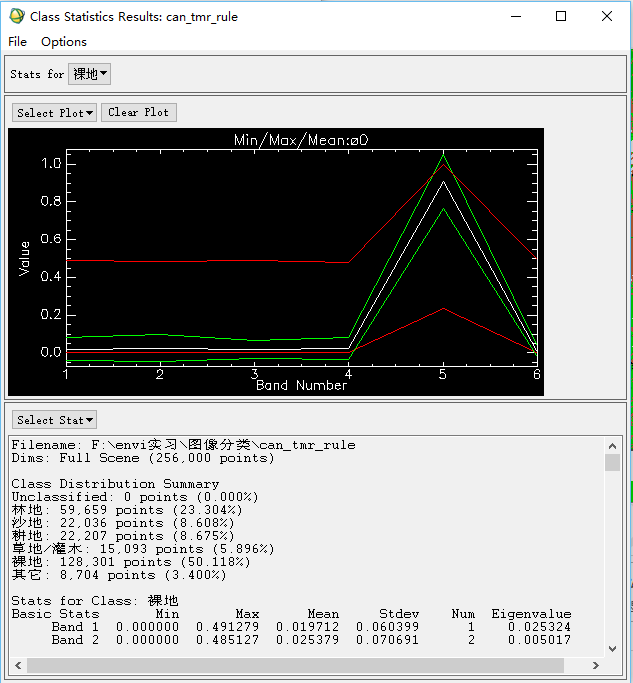 Class Statistics Results: can_tmr_rule
File Options
Stats for 裸地
Select Plot Clear Plot
Min/Max/Mean:ø0
1.0
0.8
0.6
0.4
0.2
0.0
Value
1 2 3 4 5 6
Band Number
Select Stat
Filename: F:\envi实习\图像分类\can_tmr_rule
Dims: Full Scene (256,000 points)
Class Distribution Summary
Unclassified: 0 points (0.000%)
林地: 59,659 points (23.304%)
沙地: 22,036 points (8.608%)
耕地: 22,207 points (8.675%)
草地/灌木: 15,093 points (5.896%)
裸地: 128,301 points (50.118%)
其它: 8,704 points (3.400%)
Stats for Class: 裸地
Basic Stats Min Max Mean Stdev Num Eigenvalue
Band 1 0.000000 0.491279 0.019712 0.060399 1 0.025324
Band 2 0.000000 0.485127 0.025379 0.070691 2 0.005017